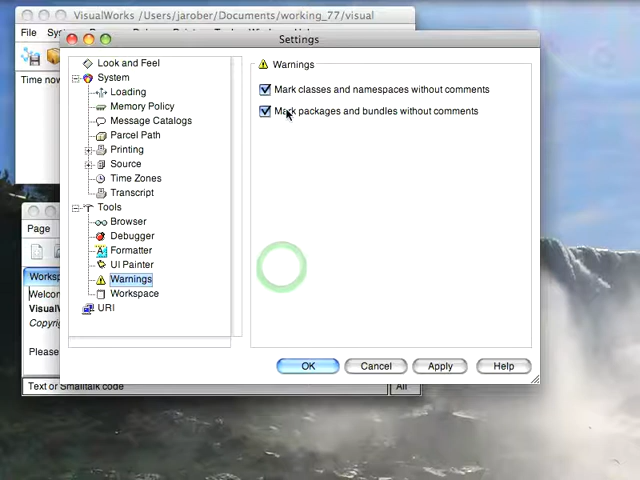 VisualWorks /Users/jarober/Documents/working_77/visual
File
Settings
Time now
Page
Works
Welcom
Visual
Copyrig
Please
Text or Smalltalk code
All
Look and Feel
System
Loading
Memory Policy
Message Catalogs
Parcel Path
Printing
Source
Time Zones
Transcript
Tools
Browser
Debugger
Formatter
UI Painter
Warnings
Workspace
URI
Warnings
Mark classes and namespaces without comments
Mark packages and bundles without comments
OK
Cancel
Apply
Help